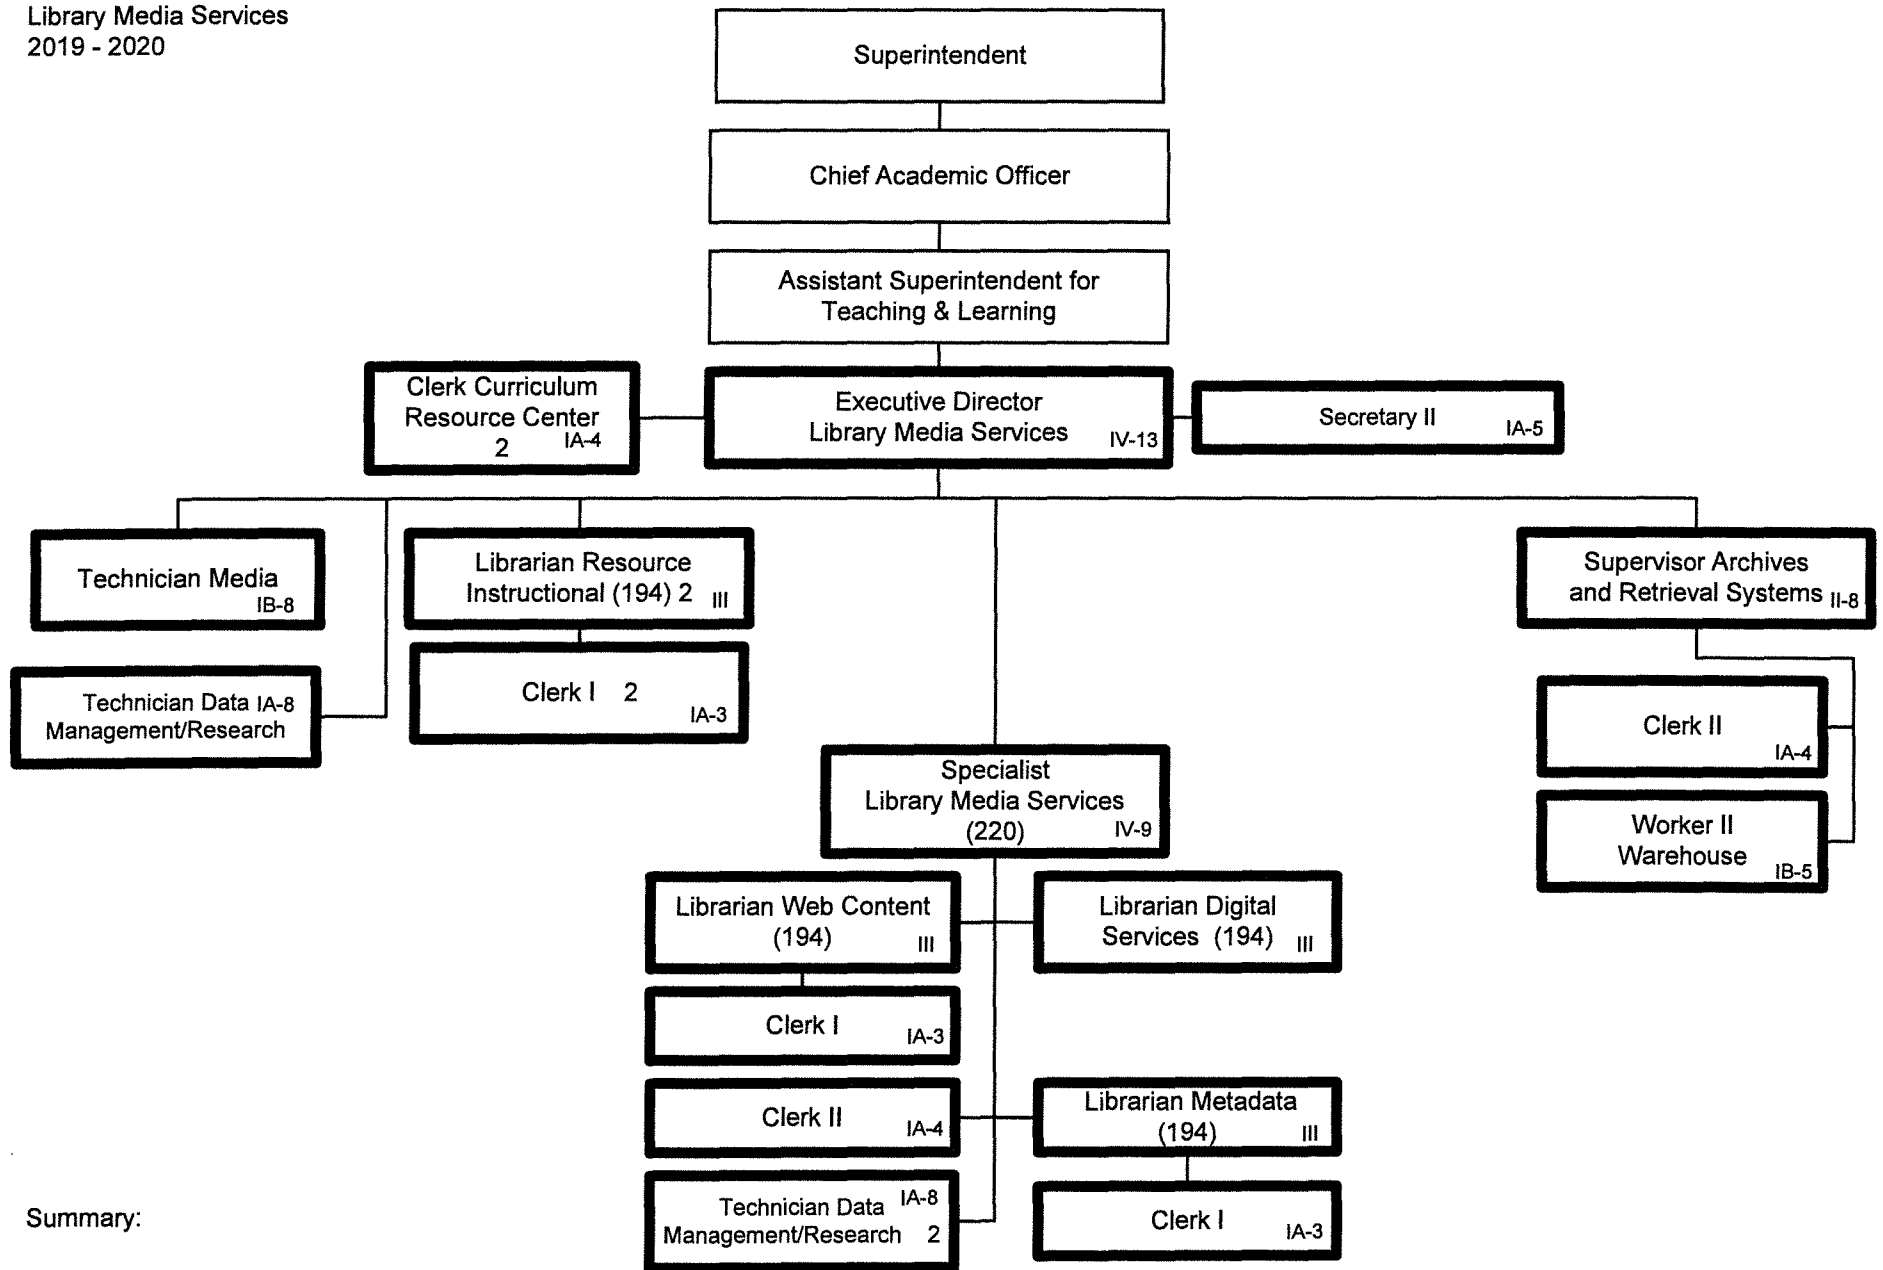 Library Media Services
2019 - 2020
Superintendent
Chief Academic Officer
Assistant Superintendent for
Teaching & Learning
Clerk Curriculum
Resource Center
2 IA-4
Executive Director
Library Media Services IV-13
Secretary II IA-5
Technician Media
IB-8
Technician Data IA-8
Management/Research
Librarian Resource
Instructional (194) 2 III
Clerk I 2
IA-3
Specialist
Library Media Services
(220) IV-9
Supervisor Archives
and Retrieval Systems II-8
Clerk II
IA-4
Worker II
Warehouse
IB-5
Librarian Web Content
(194) III
Librarian Digital
Services (194) III
Clerk I
IA-3
Clerk II
IA-4
Librarian Metadata
(194) III
Technician Data IA-8
Management/Research 2
Clerk I
IA-3
Summary: